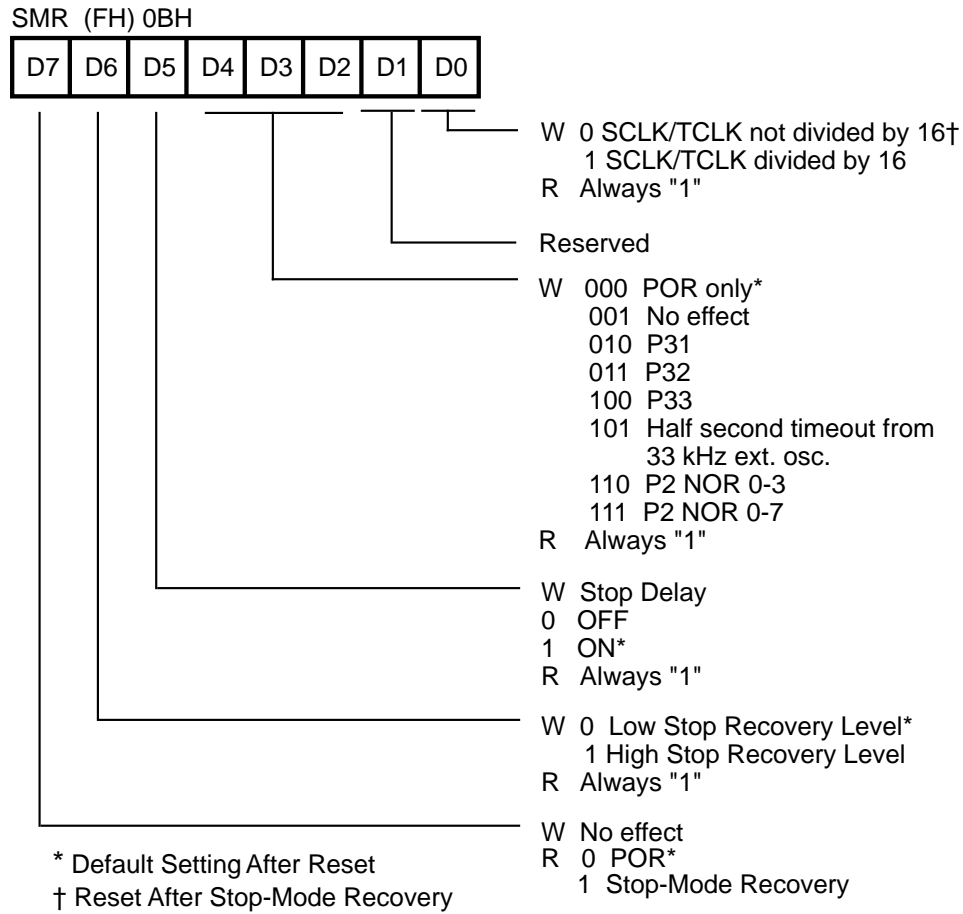 SMR (FH) 0BH
D7 D6 D5 D4 D3 D2 D1 D0
W 0 SCLK/TCLK not divided by 16†
1 SCLK/TCLK divided by 16
R Always "1"
Reserved
W 000 POR only*
001 No effect
010 P31
011 P32
100 P33
101 Half second timeout from
33 kHz ext. osc.
110 P2 NOR 0-3
111 P2 NOR 0-7
R Always "1"
W Stop Delay
0 OFF
1 ON*
R Always "1"
W 0 Low Stop Recovery Level*
1 High Stop Recovery Level
R Always "1"
W No effect
R 0 POR*
1 Stop-Mode Recovery
* Default Setting After Reset
† Reset After Stop-Mode Recovery